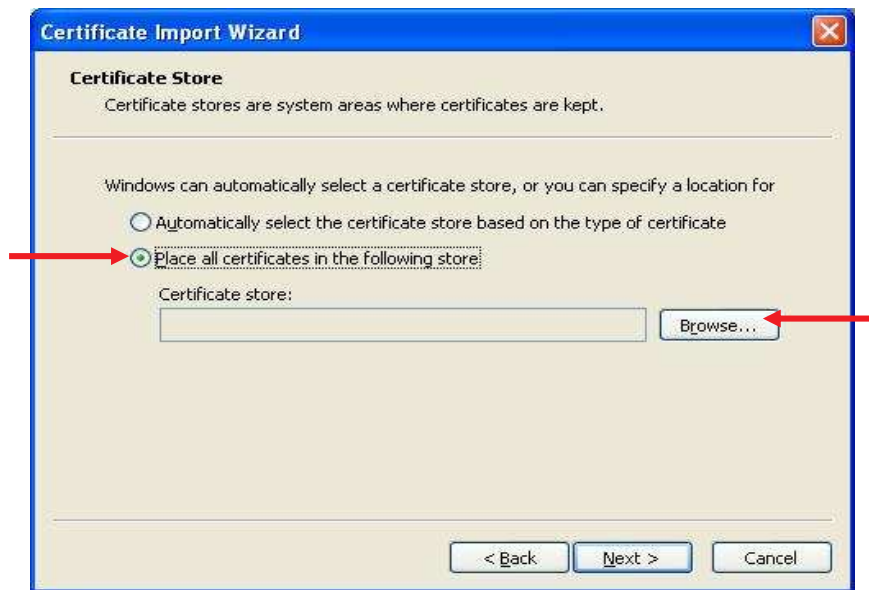 Certificate Import Wizard
Certificate Store
Certificate stores are system areas where certificates are kept.
Windows can automatically select a certificate store, or you can specify a location for
Automatically select the certificate store based on the type of certificate
Place all certificates in the following store
Certificate store:
Browse...
< Back Next > Cancel